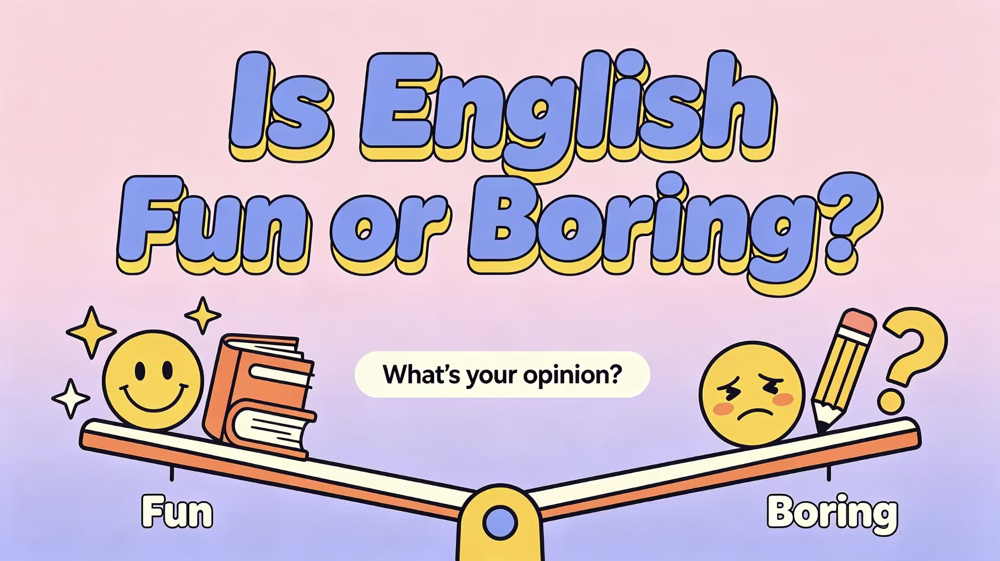 Is English
Fun or Boring?
What's your opinion?
Fun
Boring